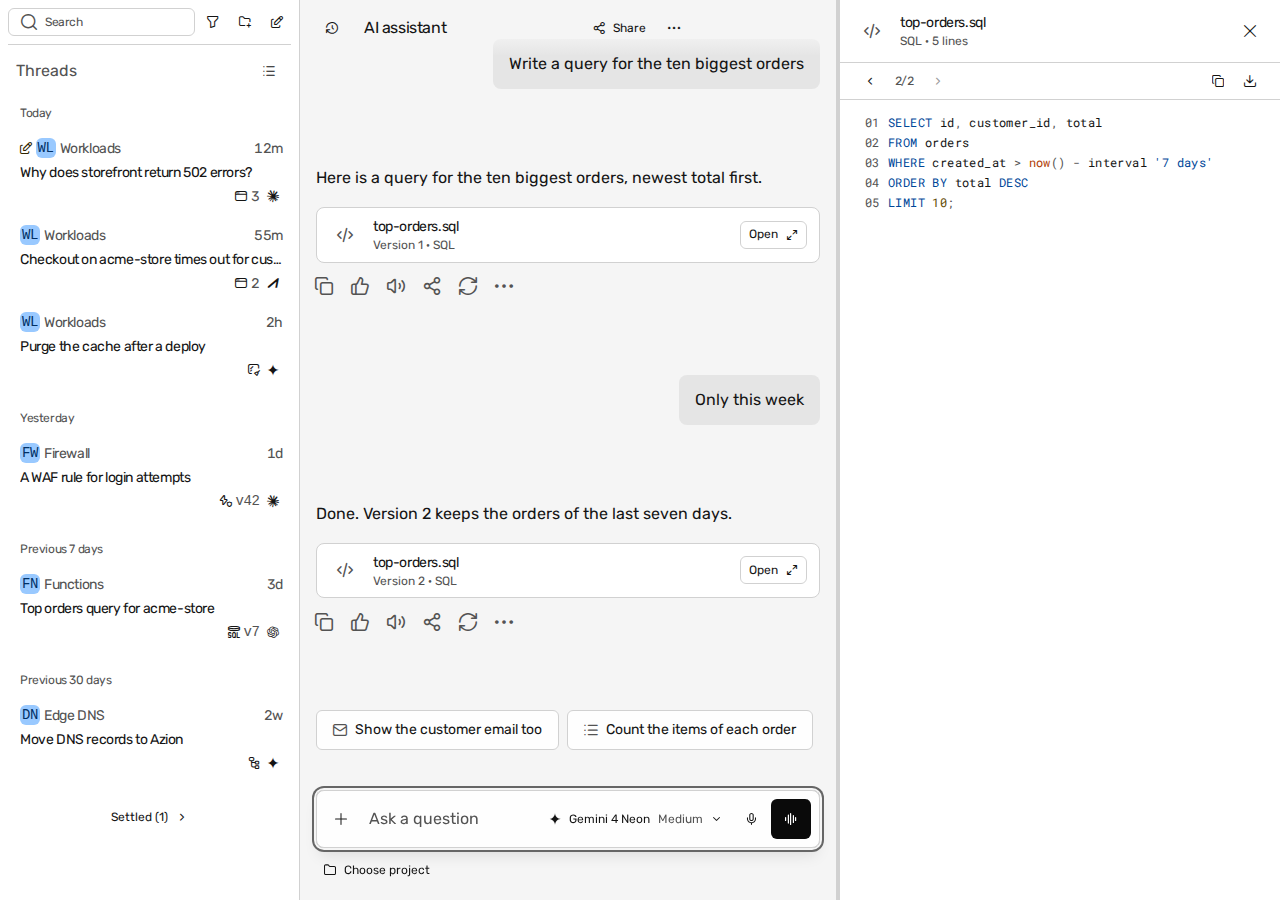 Search
Threads
Today
WL Workloads 12m
Why does storefront return 502 errors?
3
WL Workloads 55m
Checkout on acme-store times out for cus...
2
WL Workloads 2h
Purge the cache after a deploy
Yesterday
FW Firewall 1d
A WAF rule for login attempts
v42
Previous 7 days
FN Functions 3d
Top orders query for acme-store
v7
Previous 30 days
DN Edge DNS 2w
Move DNS records to Azion
Settled (1)
AI assistant
Share
Write a query for the ten biggest orders
Here is a query for the ten biggest orders, newest total first.
top-orders.sql
Version 1 • SQL
Open
Only this week
Done. Version 2 keeps the orders of the last seven days.
top-orders.sql
Version 2 • SQL
Open
Show the customer email too
Count the items of each order
Ask a question
Gemini 4 Neon Medium
Choose project
top-orders.sql
SQL • 5 lines
2/2
01 SELECT id, customer_id, total
02 FROM orders
03 WHERE created_at > now() - interval '7 days'
04 ORDER BY total DESC
05 LIMIT 10;